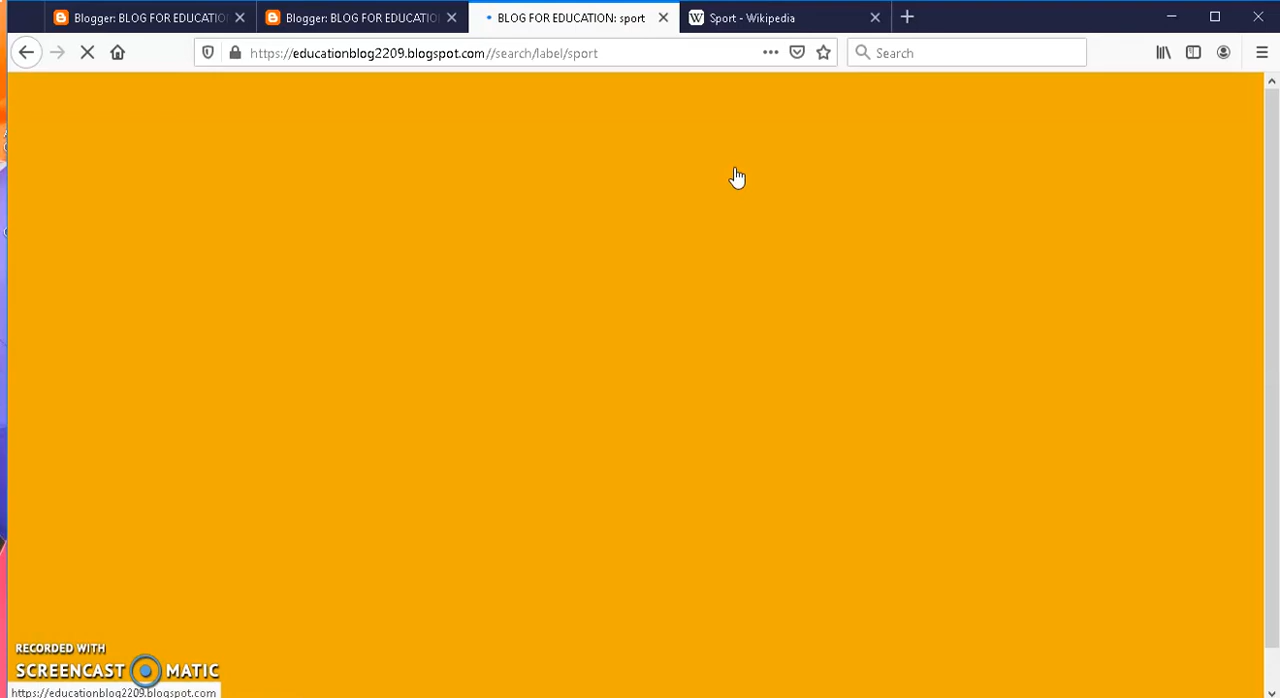 Blogger: BLOG FOR EDUCATIO
Blogger: BLOG FOR EDUCATIO
BLOG FOR EDUCATION: sport
W Sport - Wikipedia
https://educationblog2209.blogspot.com//search/label/sport
Search
RECORDED WITH
SCREENCAST MATIC
https://educationblog2209.blogspot.com